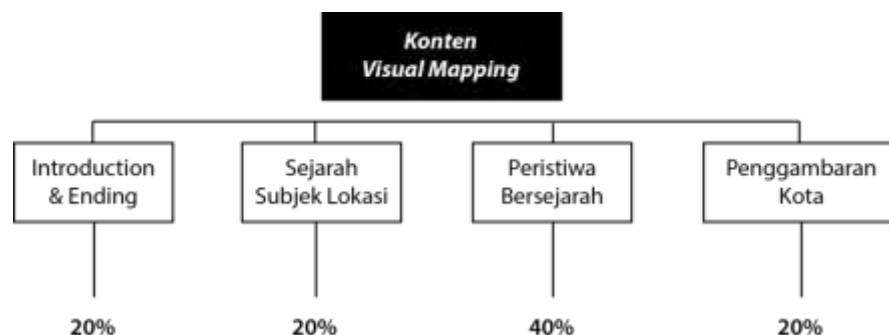 Konten
Visual Mapping
Introduction
& Ending
Sejarah
Subjek Lokasi
Peristiwa
Bersejarah
Penggambaran
Kota
20%
20%
40%
20%